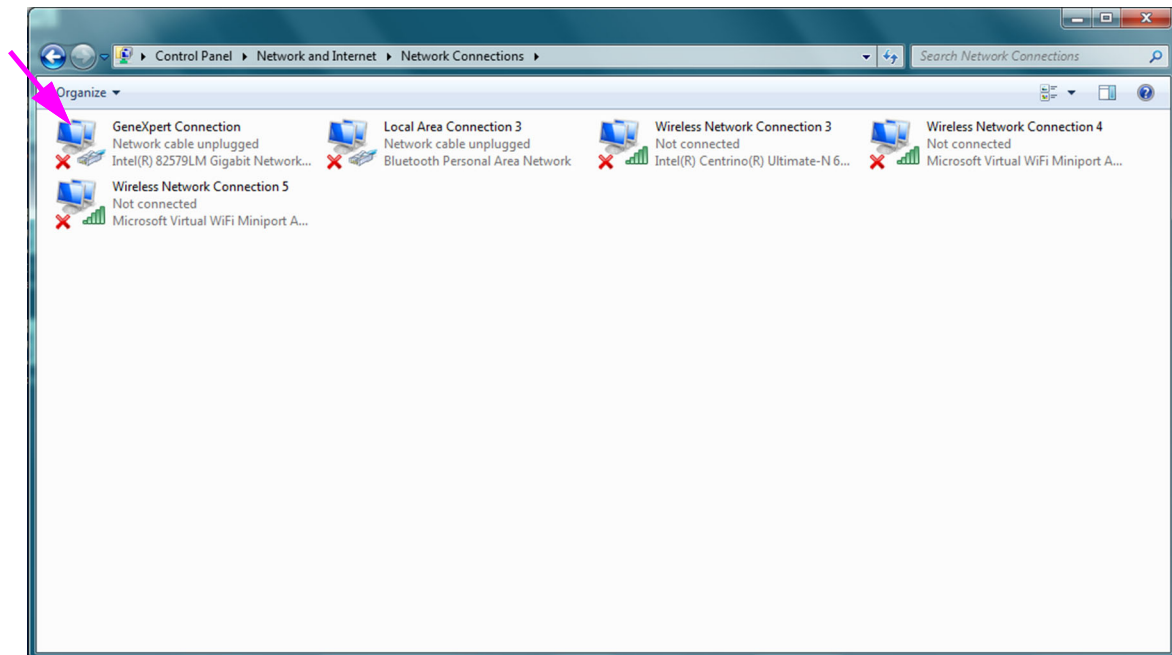 Control Panel ▸ Network and Internet ▸ Network Connections ▸
Search Network Connections
Organize
GeneXpert Connection
Network cable unplugged
Intel(R) 82579LM Gigabit Network...
Local Area Connection 3
Network cable unplugged
Bluetooth Personal Area Network
Wireless Network Connection 3
Not connected
Intel(R) Centrino(R) Ultimate-N 6...
Wireless Network Connection 4
Not connected
Microsoft Virtual WiFi Miniport A...
Wireless Network Connection 5
Not connected
Microsoft Virtual WiFi Miniport A...